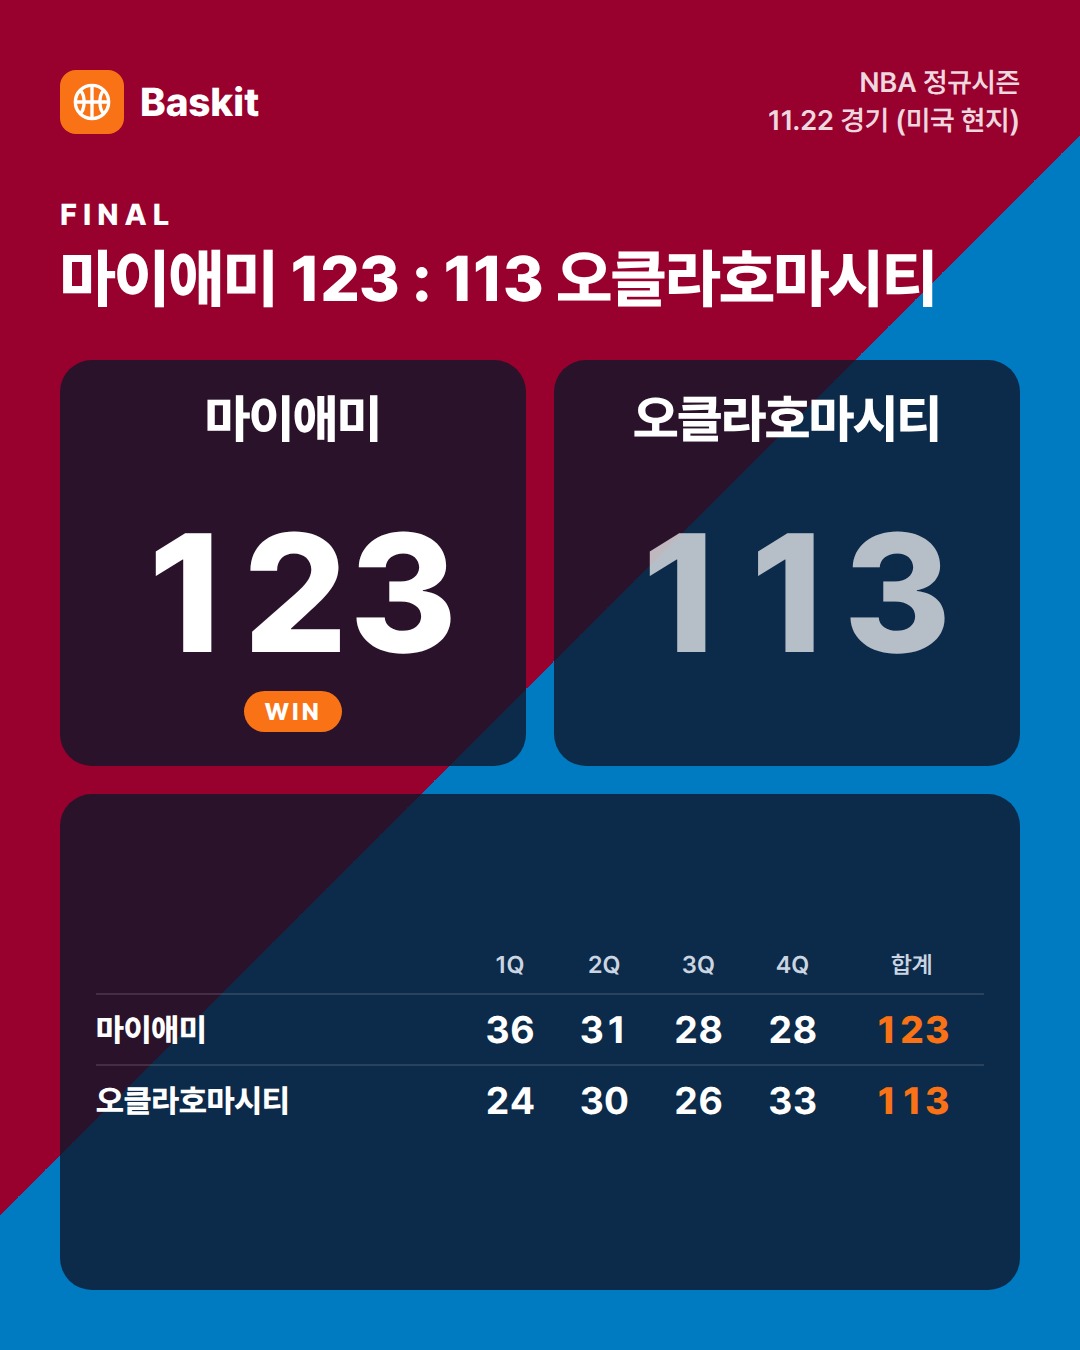 Baskit
NBA 정규시즌
11.22 경기 (미국 현지)
FINAL
마이애미 123 : 113 오클라호마시티
마이애미
123
WIN
오클라호마시티
113
1Q 2Q 3Q 4Q 합계
마이애미 36 31 28 28 123
오클라호마시티 24 30 26 33 113